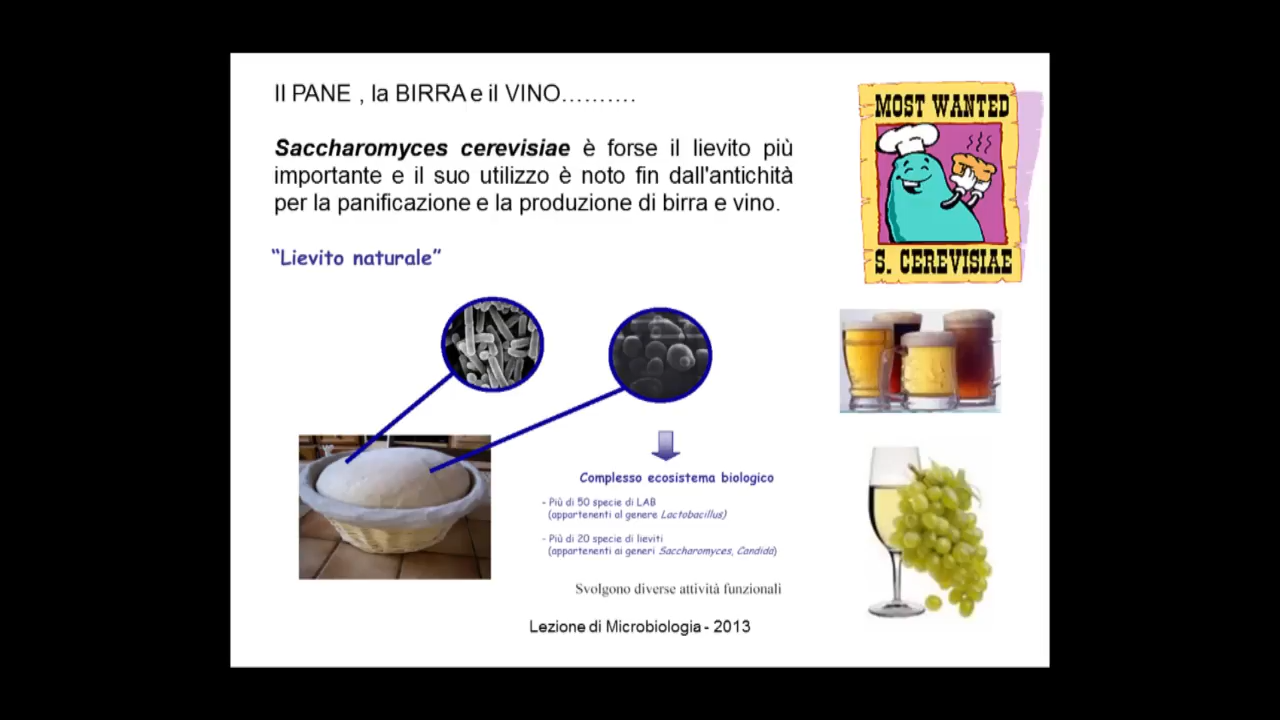 Il PANE , la BIRRA e il VINO..........
Saccharomyces cerevisiae è forse il lievito più
importante e il suo utilizzo è noto fin dall'antichità
per la panificazione e la produzione di birra e vino.
“Lievito naturale”
MOST WANTED
S. CEREVISIAE
Complesso ecosistema biologico
- Più di 50 specie di LAB
(appartenenti al genere Lactobacillus)
- Più di 20 specie di lieviti
(appartenenti ai generi Saccharomyces, Candida)
Svolgono diverse attività funzionali
Lezione di Microbiologia - 2013